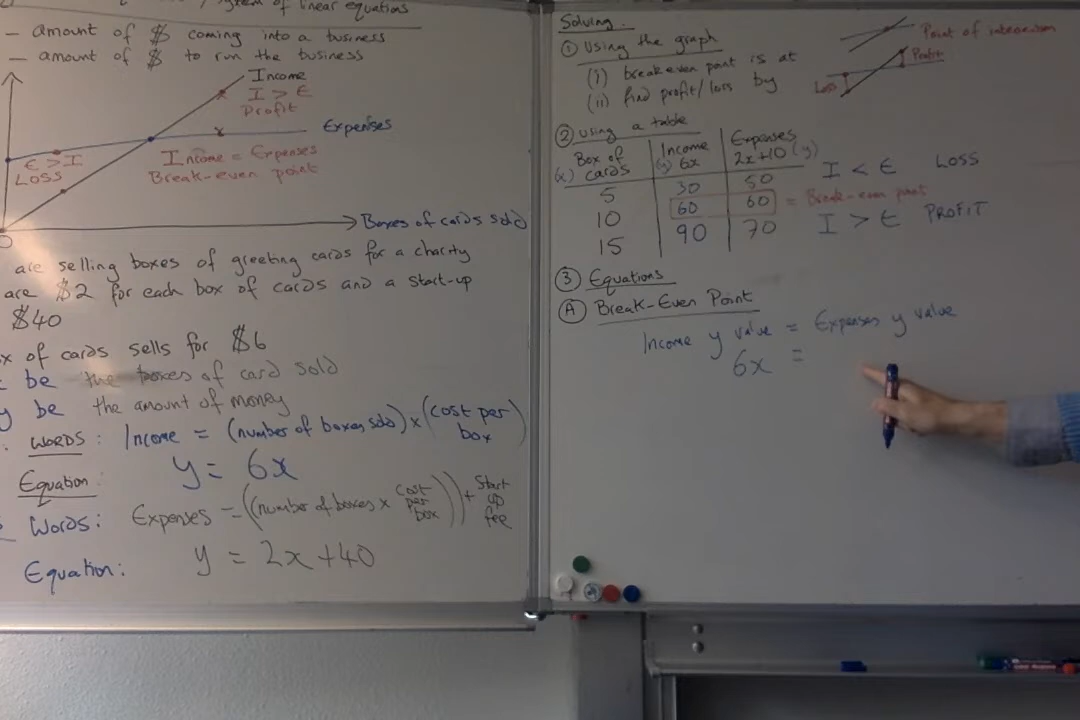 of linear equations
– amount of $ coming into a business
– amount of $ to run the business
Income
I > E
Profit
Expenses
E > I
LOSS
Income = Expenses
Break-even point
Boxes of cards sold
0
are selling boxes of greeting cards for a charity
are $2 for each box of cards and a start-up
$40
x of cards sells for $6
be the boxes of card sold
y be the amount of money
WORDS: Income = (number of boxes sold) × (cost per box)
y = 6x
Equation:
Words: Expenses = ((number of boxes × cost per box)) + Start up fee
Equation: y = 2x + 40
Solving:
① Using the graph
(i) break even point is at
(ii) find profit/loss by
Point of intersection
Profit
Loss
② Using a table
Box of cards (x) Income (y) 6x Expenses 2x+10 (y)
5 30 50 I < E LOSS
10 60 60 = Break-even point
15 90 70 I > E PROFIT
③ Equations
Ⓐ Break-Even Point
Income y value = Expenses y value
6x =